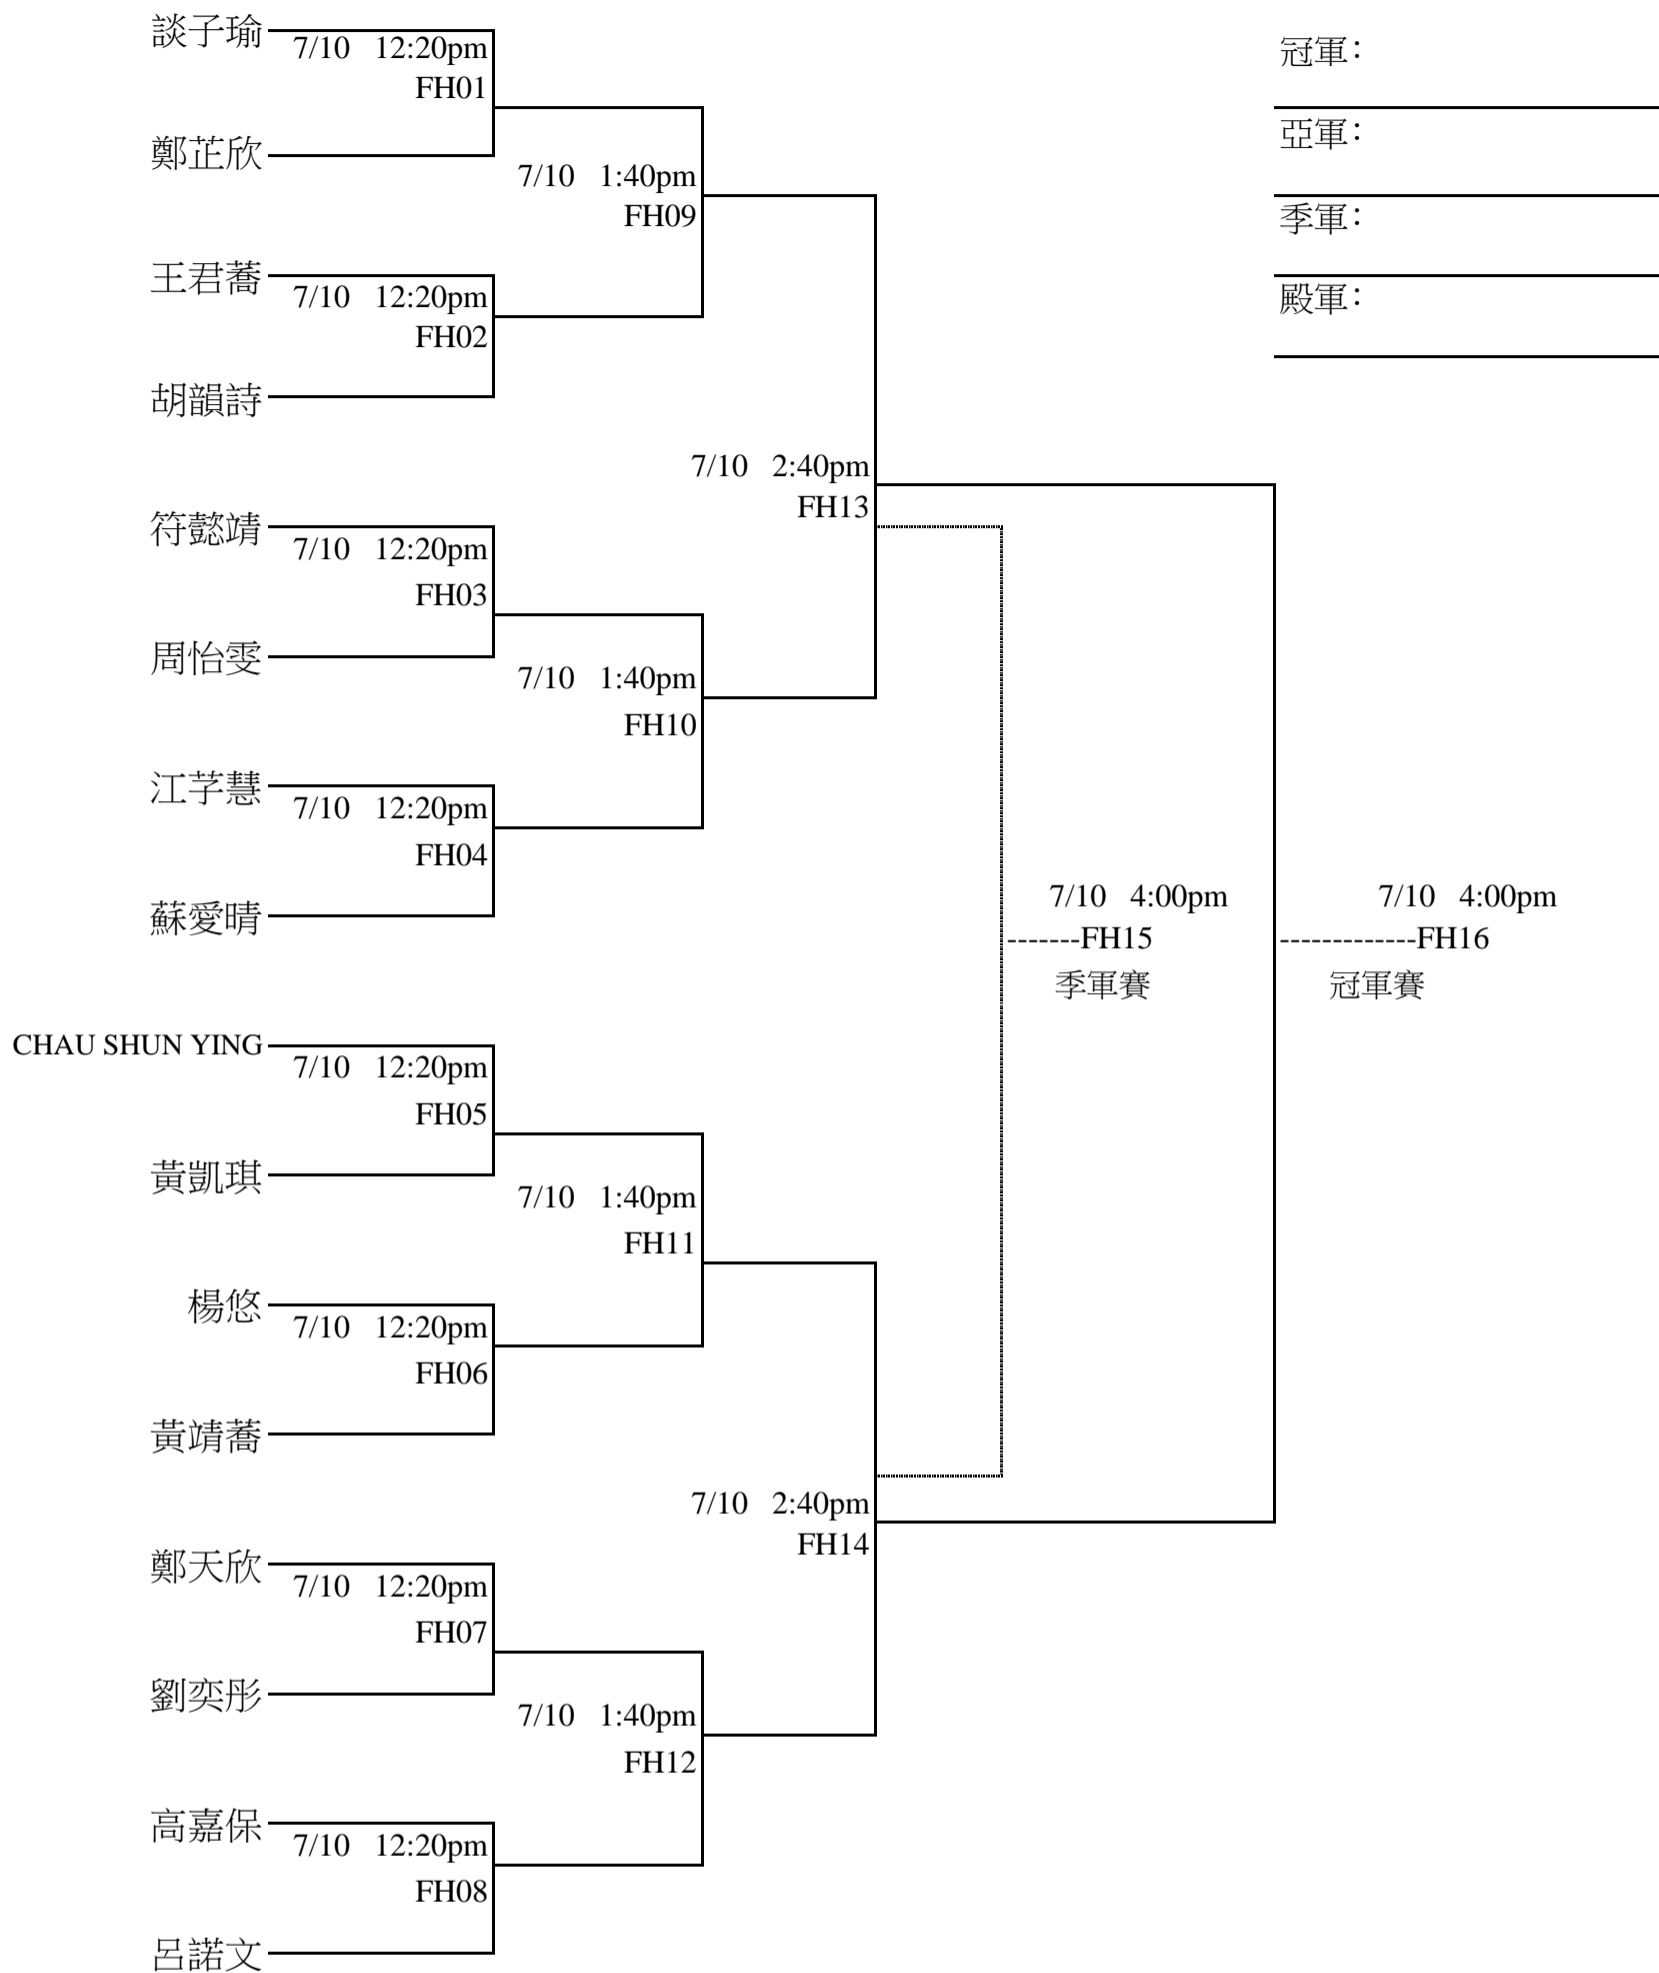 談子瑜
7/10 12:20pm
FH01
鄭芷欣
王君蕎
7/10 12:20pm
FH02
胡韻詩
符懿靖
7/10 12:20pm
FH03
周怡雯
江芓慧
7/10 12:20pm
FH04
蘇愛晴
CHAU SHUN YING
7/10 12:20pm
FH05
黃凱琪
楊悠
7/10 12:20pm
FH06
黃靖蕎
鄭天欣
7/10 12:20pm
FH07
劉奕彤
高嘉保
7/10 12:20pm
FH08
呂諾文
7/10 1:40pm
FH09
7/10 1:40pm
FH10
7/10 1:40pm
FH11
7/10 1:40pm
FH12
7/10 2:40pm
FH13
7/10 2:40pm
FH14
7/10 4:00pm
-------FH15
季軍賽
7/10 4:00pm
-------------FH16
冠軍賽
冠軍：
亞軍：
季軍：
殿軍：